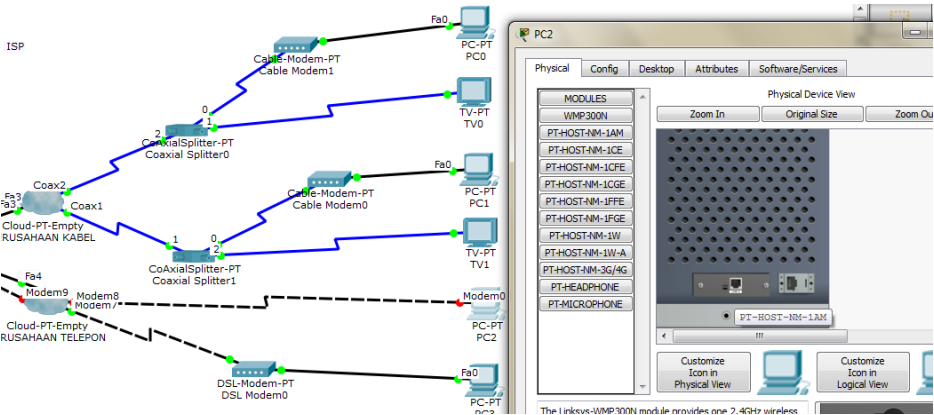 ISP
Fa0
PC-PT
PC0
Cable-Modem-PT
Cable Modem1
0
1
2
TV-PT
TV0
CoAxialSplitter-PT
Coaxial Splitter0
Fa0
PC-PT
PC1
Cable-Modem-PT
Cable Modem0
Coax2
Fa3
Fa3
Coax1
Cloud-PT-Empty
RUSAHAAN KABEL
1
0
2
TV-PT
TV1
CoAxialSplitter-PT
Coaxial Splitter1
Fa4
Modem9
Modem8
Modem7
Modem0
Cloud-PT-Empty
RUSAHAAN TELEPON
PC-PT
PC2
Fa0
DSL-Modem-PT
DSL Modem0
PC-PT
PC3
PC2
Physical Config Desktop Attributes Software/Services
MODULES
WMP300N
PT-HOST-NM-1AM
PT-HOST-NM-1CE
PT-HOST-NM-1CFE
PT-HOST-NM-1CGE
PT-HOST-NM-1FFE
PT-HOST-NM-1FGE
PT-HOST-NM-1W
PT-HOST-NM-1W-A
PT-HOST-NM-3G/4G
PT-HEADPHONE
PT-MICROPHONE
Physical Device View
Zoom In Original Size Zoom Ou
PT-HOST-NM-1AM
Customize
Icon in
Physical View
Customize
Icon in
Logical View
The Linksys-WMP300N module provides one 2.4GHz wireless